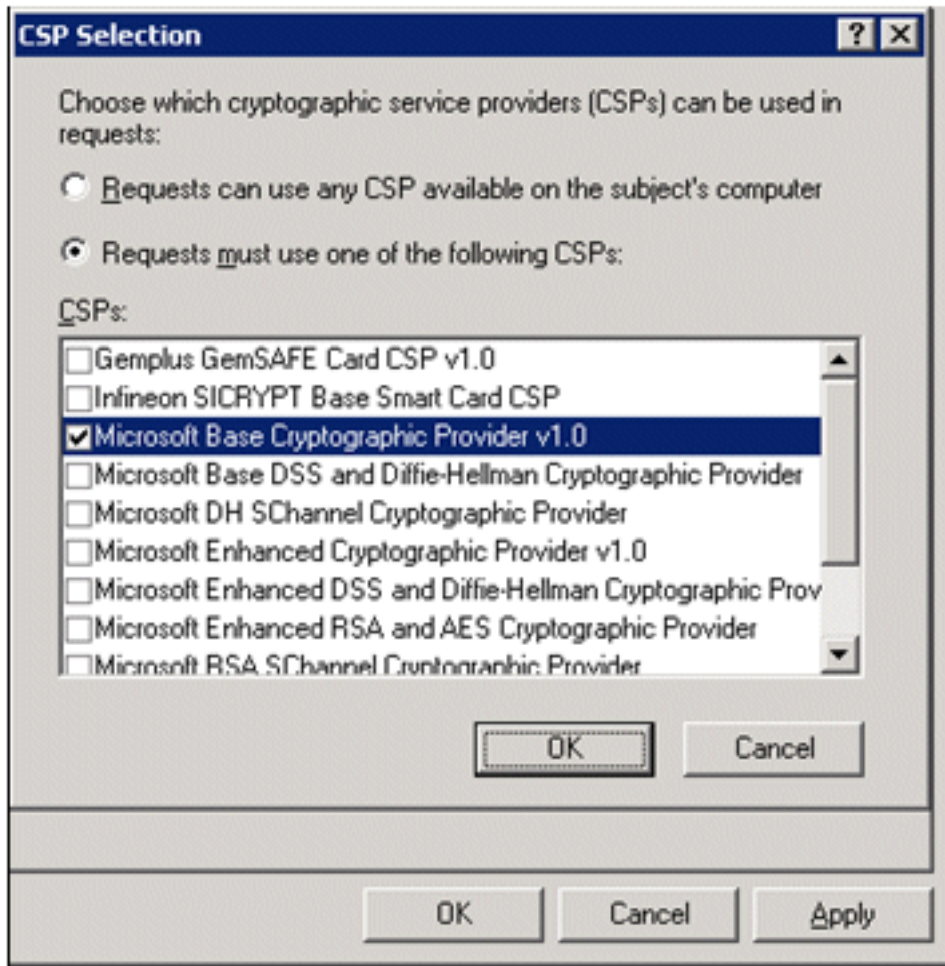 CSP Selection
Choose which cryptographic service providers (CSPs) can be used in
requests:
Requests can use any CSP available on the subject's computer
Requests must use one of the following CSPs:
CSPs:
Gemplus GemSAFE Card CSP v1.0
Infineon SICRYPT Base Smart Card CSP
Microsoft Base Cryptographic Provider v1.0
Microsoft Base DSS and Diffie-Hellman Cryptographic Provider
Microsoft DH SChannel Cryptographic Provider
Microsoft Enhanced Cryptographic Provider v1.0
Microsoft Enhanced DSS and Diffie-Hellman Cryptographic Prov
Microsoft Enhanced RSA and AES Cryptographic Provider
Microsoft RSA SChannel Cryptographic Provider
OK Cancel
OK Cancel Apply